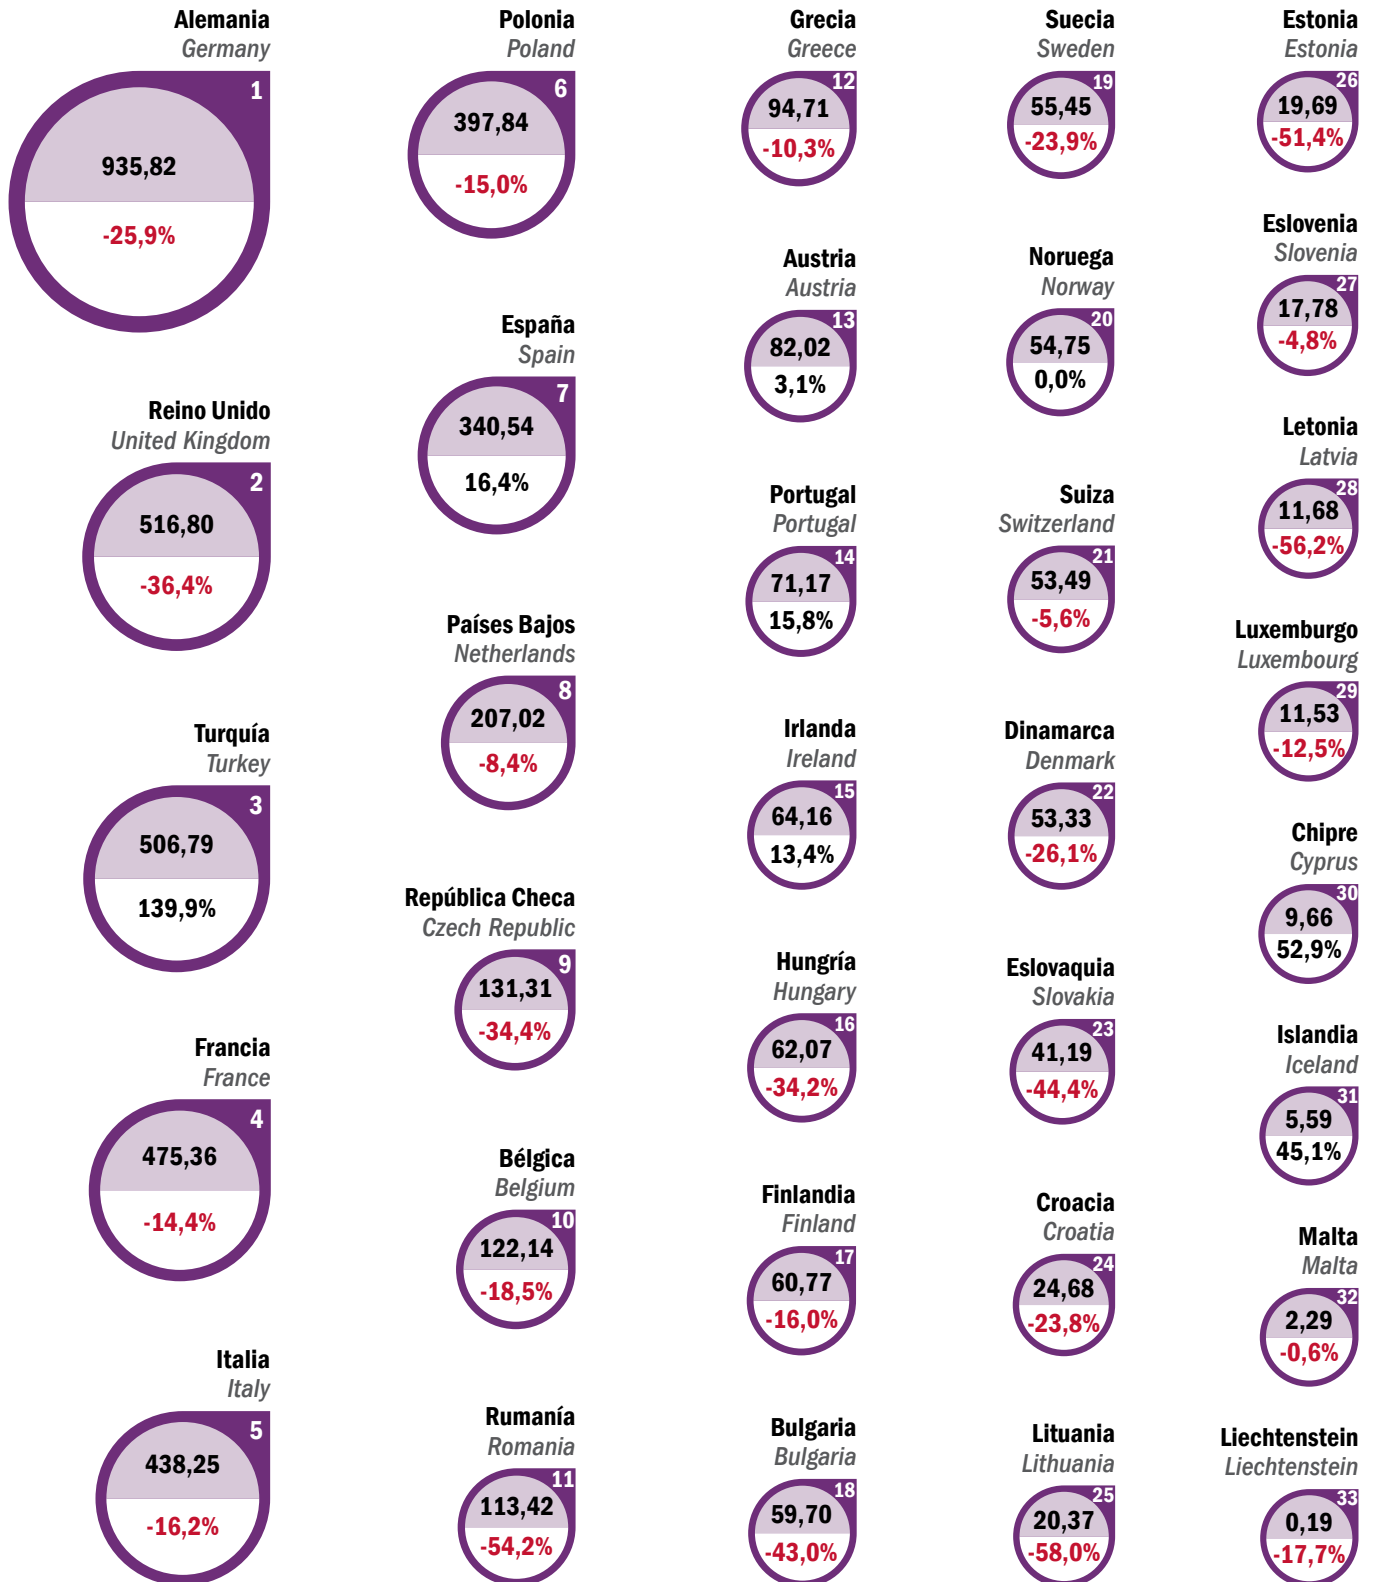 Alemania
Germany
1
935,82
-25,9%
Reino Unido
United Kingdom
2
516,80
-36,4%
Turquía
Turkey
3
506,79
139,9%
Francia
France
4
475,36
-14,4%
Italia
Italy
5
438,25
-16,2%
Polonia
Poland
6
397,84
-15,0%
España
Spain
7
340,54
16,4%
Países Bajos
Netherlands
8
207,02
-8,4%
República Checa
Czech Republic
9
131,31
-34,4%
Bélgica
Belgium
10
122,14
-18,5%
Rumanía
Romania
11
113,42
-54,2%
Grecia
Greece
12
94,71
-10,3%
Austria
Austria
13
82,02
3,1%
Portugal
Portugal
14
71,17
15,8%
Irlanda
Ireland
15
64,16
13,4%
Hungría
Hungary
16
62,07
-34,2%
Finlandia
Finland
17
60,77
-16,0%
Bulgaria
Bulgaria
18
59,70
-43,0%
Suecia
Sweden
19
55,45
-23,9%
Noruega
Norway
20
54,75
0,0%
Suiza
Switzerland
21
53,49
-5,6%
Dinamarca
Denmark
22
53,33
-26,1%
Eslovaquia
Slovakia
23
41,19
-44,4%
Croacia
Croatia
24
24,68
-23,8%
Lituania
Lithuania
25
20,37
-58,0%
Estonia
Estonia
26
19,69
-51,4%
Eslovenia
Slovenia
27
17,78
-4,8%
Letonia
Latvia
28
11,68
-56,2%
Luxemburgo
Luxembourg
29
11,53
-12,5%
Chipre
Cyprus
30
9,66
52,9%
Islandia
Iceland
31
5,59
45,1%
Malta
Malta
32
2,29
-0,6%
Liechtenstein
Liechtenstein
33
0,19
-17,7%